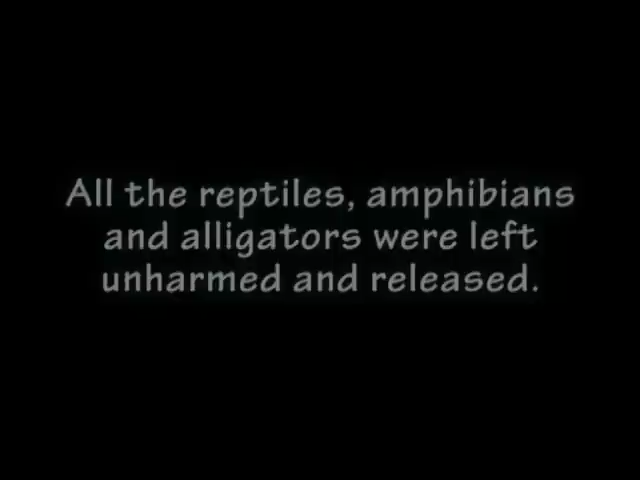 All the reptiles, amphibians
and alligators were left
unharmed and released.